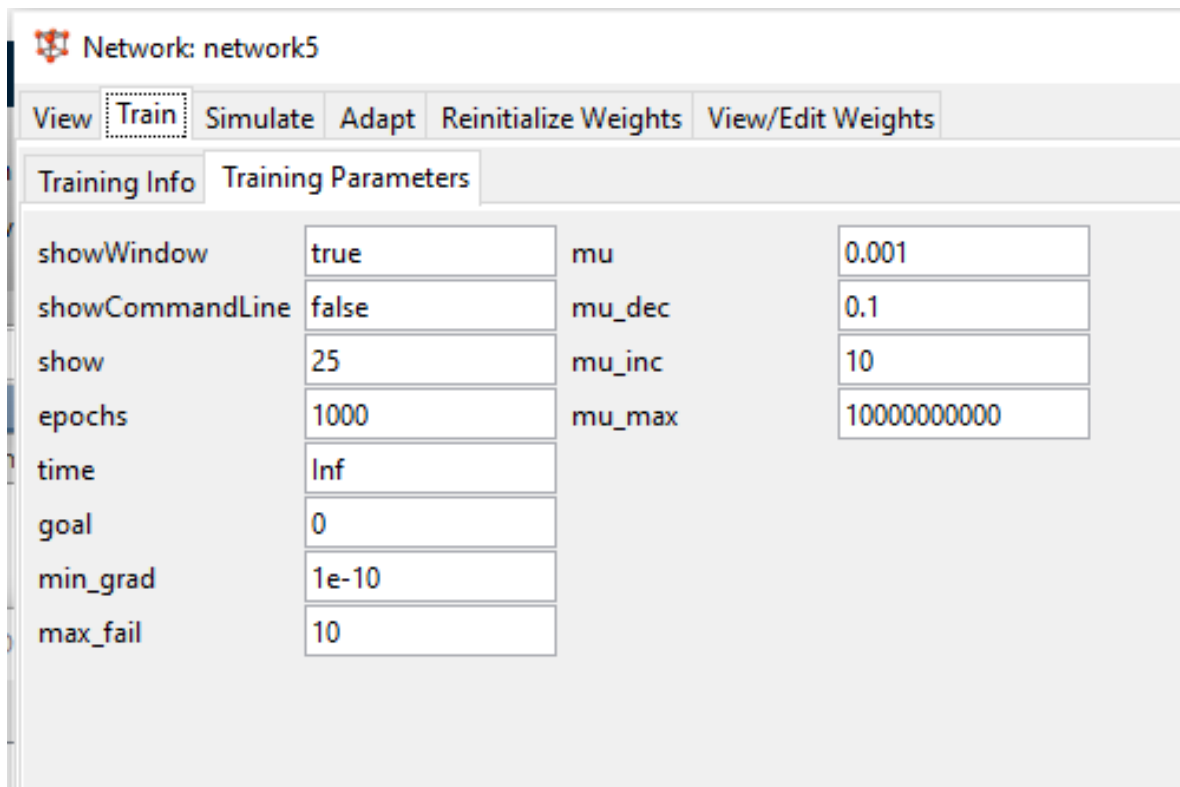 Network: network5
View Train Simulate Adapt Reinitialize Weights View/Edit Weights
Training Info Training Parameters
showWindow true mu 0.001
showCommandLine false mu_dec 0.1
show 25 mu_inc 10
epochs 1000 mu_max 10000000000
time Inf
goal 0
min_grad 1e-10
max_fail 10